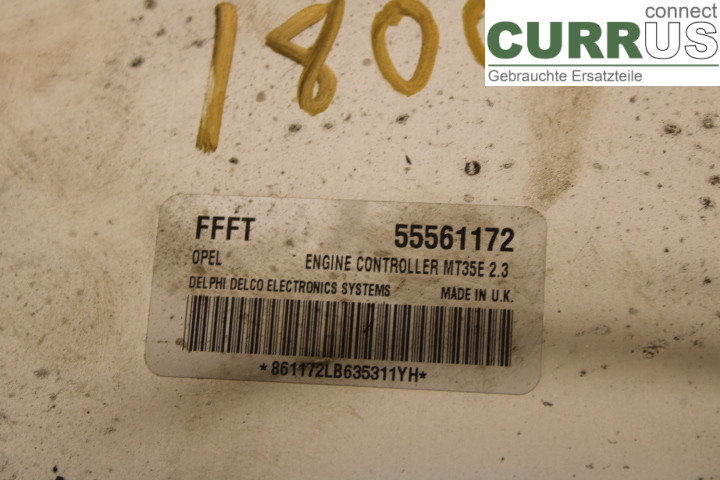 connect
CURRUS
Gebrauchte Ersatzteile
FFFT 55561172
OPEL ENGINE CONTROLLER MT35E 2.3
DELPHI DELCO ELECTRONICS SYSTEMS MADE IN U.K.
*861172LB635311YH*